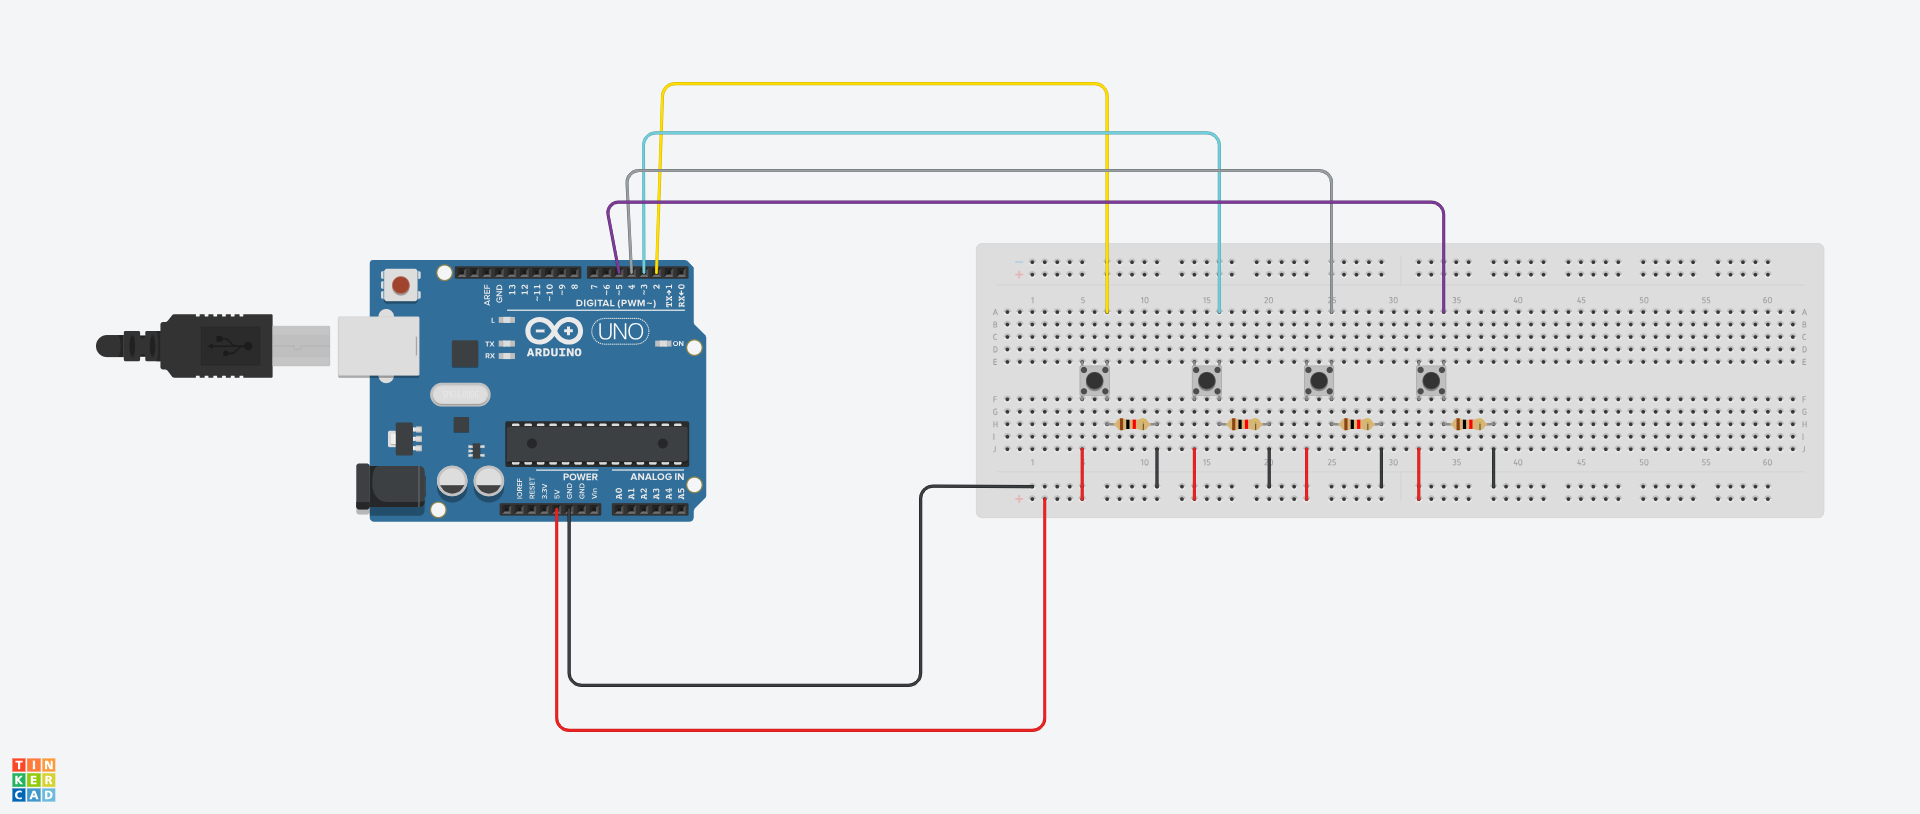 AREF
GND
13
12
~11
~10
~9
8
7
~6
~5
4
~3
2
TX→1
RX←0
DIGITAL (PWM~)
L
TX
RX
UNO
ARDUINO
ON
POWER
ANALOG IN
IOREF
RESET
3.3V
5V
GND
GND
Vin
A0
A1
A2
A3
A4
A5
1 5 10 15 20 25 30 35 40 45 50 55 60
A A
B B
C C
D D
E E
F F
G G
H H
I I
J J
1 5 10 15 20 25 30 35 40 45 50 55 60
TIN
KER
CAD